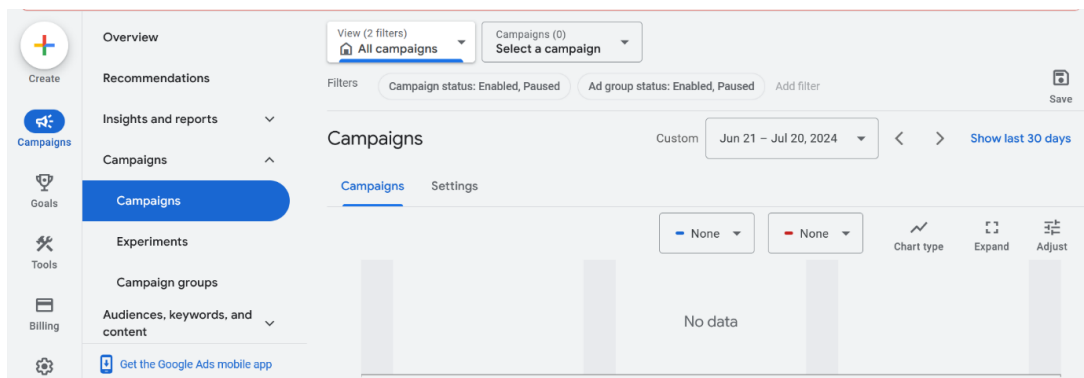 Create
Campaigns
Goals
Tools
Billing
Overview
Recommendations
Insights and reports
Campaigns
Campaigns
Experiments
Campaign groups
Audiences, keywords, and
content
Get the Google Ads mobile app
View (2 filters)
All campaigns
Campaigns (0)
Select a campaign
Filters
Campaign status: Enabled, Paused
Ad group status: Enabled, Paused
Add filter
Save
Campaigns
Custom
Jun 21 – Jul 20, 2024
Show last 30 days
Campaigns
Settings
None
None
Chart type
Expand
Adjust
No data